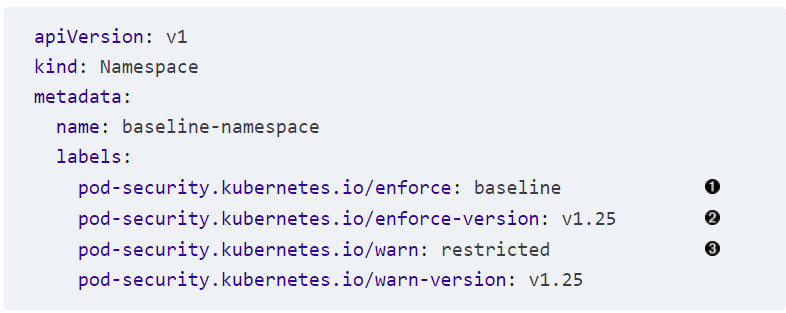 apiVersion: v1
kind: Namespace
metadata:
  name: baseline-namespace
  labels:
    pod-security.kubernetes.io/enforce: baseline ❶
    pod-security.kubernetes.io/enforce-version: v1.25 ❷
    pod-security.kubernetes.io/warn: restricted ❸
    pod-security.kubernetes.io/warn-version: v1.25